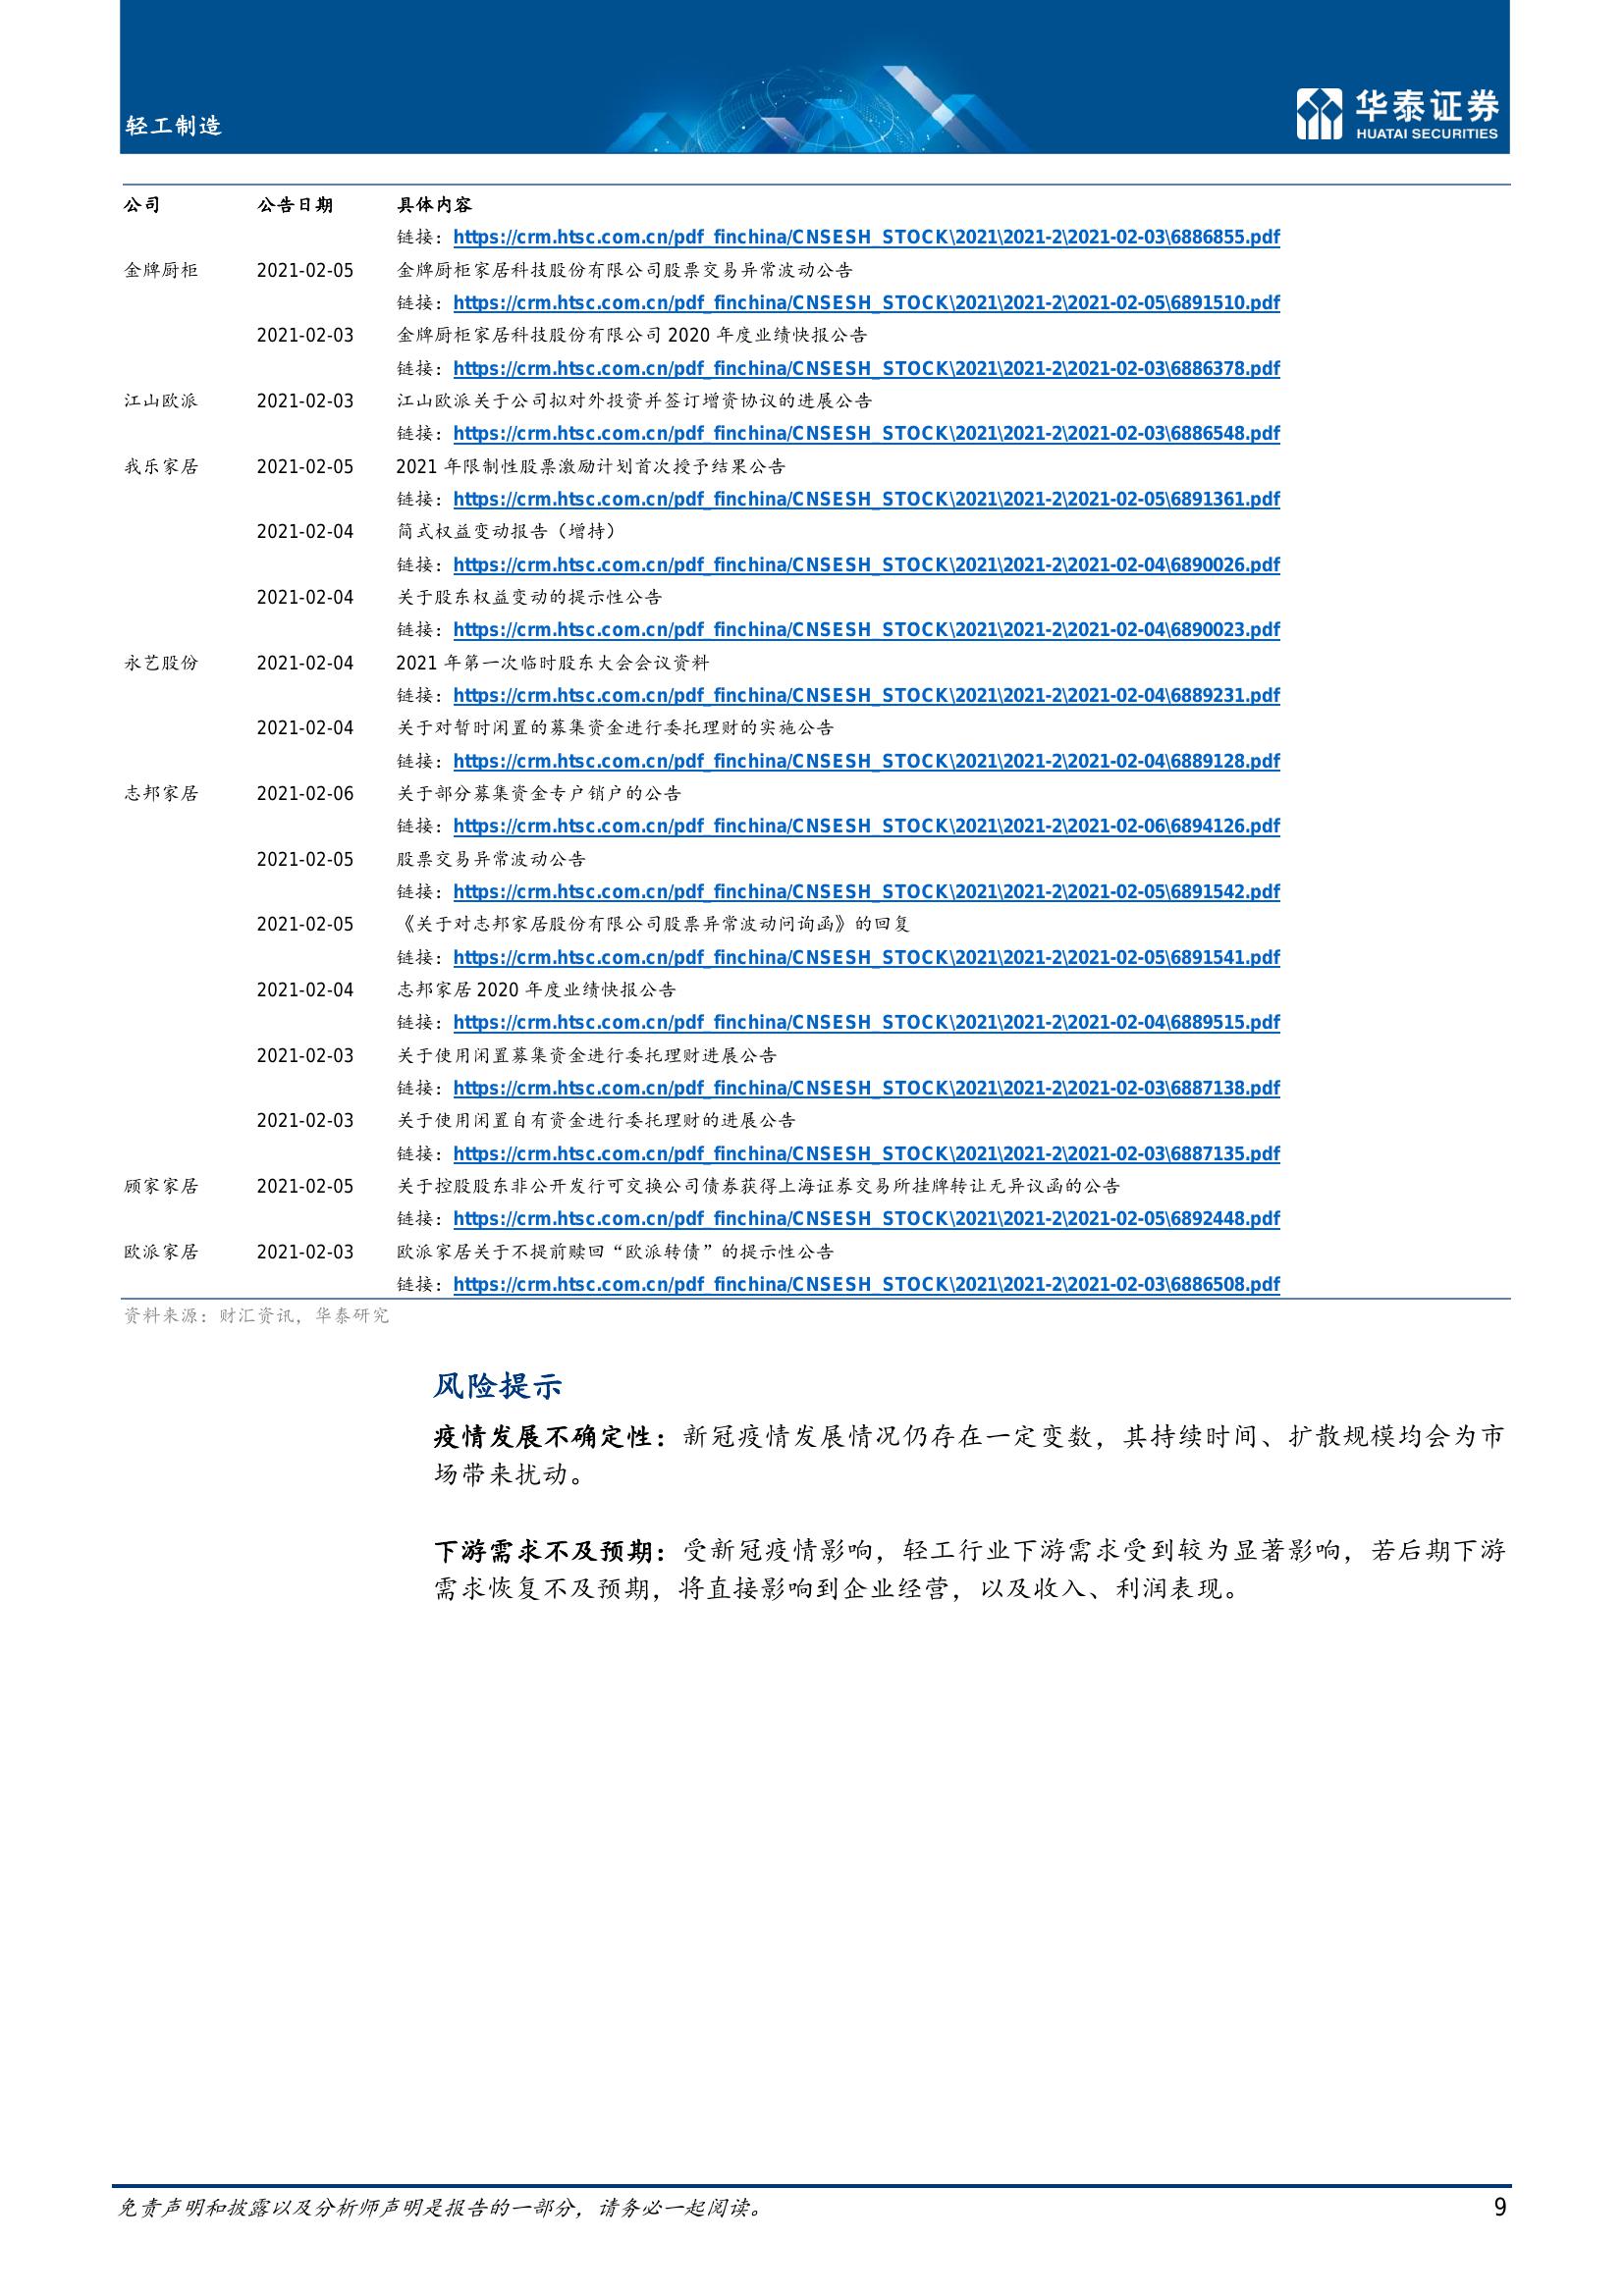 轻工制造
华泰证券
HUATAI SECURITIES
公司 公告日期 具体内容
链接：https://crm.htsc.com.cn/pdf_finchina/CNSESH_STOCK\2021\2021-2\2021-02-03\6886855.pdf
金牌厨柜 2021-02-05 金牌厨柜家居科技股份有限公司股票交易异常波动公告
链接：https://crm.htsc.com.cn/pdf_finchina/CNSESH_STOCK\2021\2021-2\2021-02-05\6891510.pdf
2021-02-03 金牌厨柜家居科技股份有限公司 2020 年度业绩快报公告
链接：https://crm.htsc.com.cn/pdf_finchina/CNSESH_STOCK\2021\2021-2\2021-02-03\6886378.pdf
江山欧派 2021-02-03 江山欧派关于公司拟对外投资并签订增资协议的进展公告
链接：https://crm.htsc.com.cn/pdf_finchina/CNSESH_STOCK\2021\2021-2\2021-02-03\6886548.pdf
我乐家居 2021-02-05 2021 年限制性股票激励计划首次授予结果公告
链接：https://crm.htsc.com.cn/pdf_finchina/CNSESH_STOCK\2021\2021-2\2021-02-05\6891361.pdf
2021-02-04 简式权益变动报告（增持）
链接：https://crm.htsc.com.cn/pdf_finchina/CNSESH_STOCK\2021\2021-2\2021-02-04\6890026.pdf
2021-02-04 关于股东权益变动的提示性公告
链接：https://crm.htsc.com.cn/pdf_finchina/CNSESH_STOCK\2021\2021-2\2021-02-04\6890023.pdf
永艺股份 2021-02-04 2021 年第一次临时股东大会会议资料
链接：https://crm.htsc.com.cn/pdf_finchina/CNSESH_STOCK\2021\2021-2\2021-02-04\6889231.pdf
2021-02-04 关于对暂时闲置的募集资金进行委托理财的实施公告
链接：https://crm.htsc.com.cn/pdf_finchina/CNSESH_STOCK\2021\2021-2\2021-02-04\6889128.pdf
志邦家居 2021-02-06 关于部分募集资金专户销户的公告
链接：https://crm.htsc.com.cn/pdf_finchina/CNSESH_STOCK\2021\2021-2\2021-02-06\6894126.pdf
2021-02-05 股票交易异常波动公告
链接：https://crm.htsc.com.cn/pdf_finchina/CNSESH_STOCK\2021\2021-2\2021-02-05\6891542.pdf
2021-02-05 《关于对志邦家居股份有限公司股票异常波动问询函》的回复
链接：https://crm.htsc.com.cn/pdf_finchina/CNSESH_STOCK\2021\2021-2\2021-02-05\6891541.pdf
2021-02-04 志邦家居 2020 年度业绩快报公告
链接：https://crm.htsc.com.cn/pdf_finchina/CNSESH_STOCK\2021\2021-2\2021-02-04\6889515.pdf
2021-02-03 关于使用闲置募集资金进行委托理财进展公告
链接：https://crm.htsc.com.cn/pdf_finchina/CNSESH_STOCK\2021\2021-2\2021-02-03\6887138.pdf
2021-02-03 关于使用闲置自有资金进行委托理财的进展公告
链接：https://crm.htsc.com.cn/pdf_finchina/CNSESH_STOCK\2021\2021-2\2021-02-03\6887135.pdf
顾家家居 2021-02-05 关于控股股东非公开发行可交换公司债券获得上海证券交易所挂牌转让无异议函的公告
链接：https://crm.htsc.com.cn/pdf_finchina/CNSESH_STOCK\2021\2021-2\2021-02-05\6892448.pdf
欧派家居 2021-02-03 欧派家居关于不提前赎回“欧派转债”的提示性公告
链接：https://crm.htsc.com.cn/pdf_finchina/CNSESH_STOCK\2021\2021-2\2021-02-03\6886508.pdf
资料来源：财汇资讯，华泰研究
风险提示
疫情发展不确定性：新冠疫情发展情况仍存在一定变数，其持续时间、扩散规模均会为市
场带来扰动。
下游需求不及预期：受新冠疫情影响，轻工行业下游需求受到较为显著影响，若后期下游
需求恢复不及预期，将直接影响到企业经营，以及收入、利润表现。
免责声明和披露以及分析师声明是报告的一部分，请务必一起阅读。 9